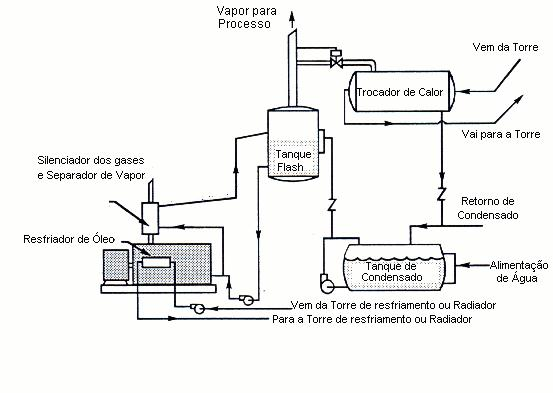 Vapor para
Processo
Vem da Torre
Trocador de Calor
Vai para a Torre
Tanque
Flash
Silenciador dos gases
e Separador de Vapor
Retorno de
Condensado
Resfriador de Óleo
Tanque de
Condensado
Alimentação
de Água
Vem da Torre de resfriamento ou Radiador
Para a Torre de resfriamento ou Radiador